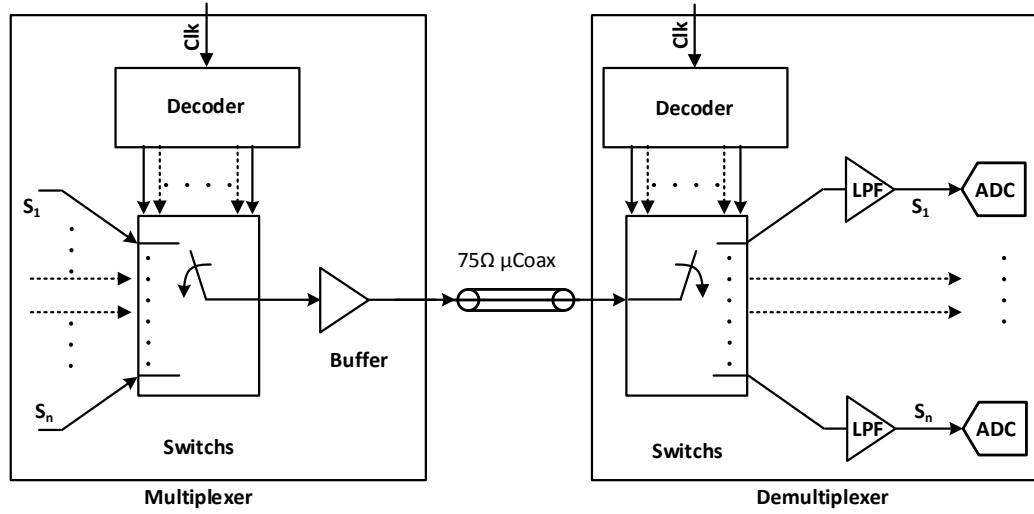 Clk
Decoder
S1
Sn
Buffer
Switchs
Multiplexer
75Ω μCoax
Clk
Decoder
LPF
S1
ADC
LPF
Sn
ADC
Switchs
Demultiplexer